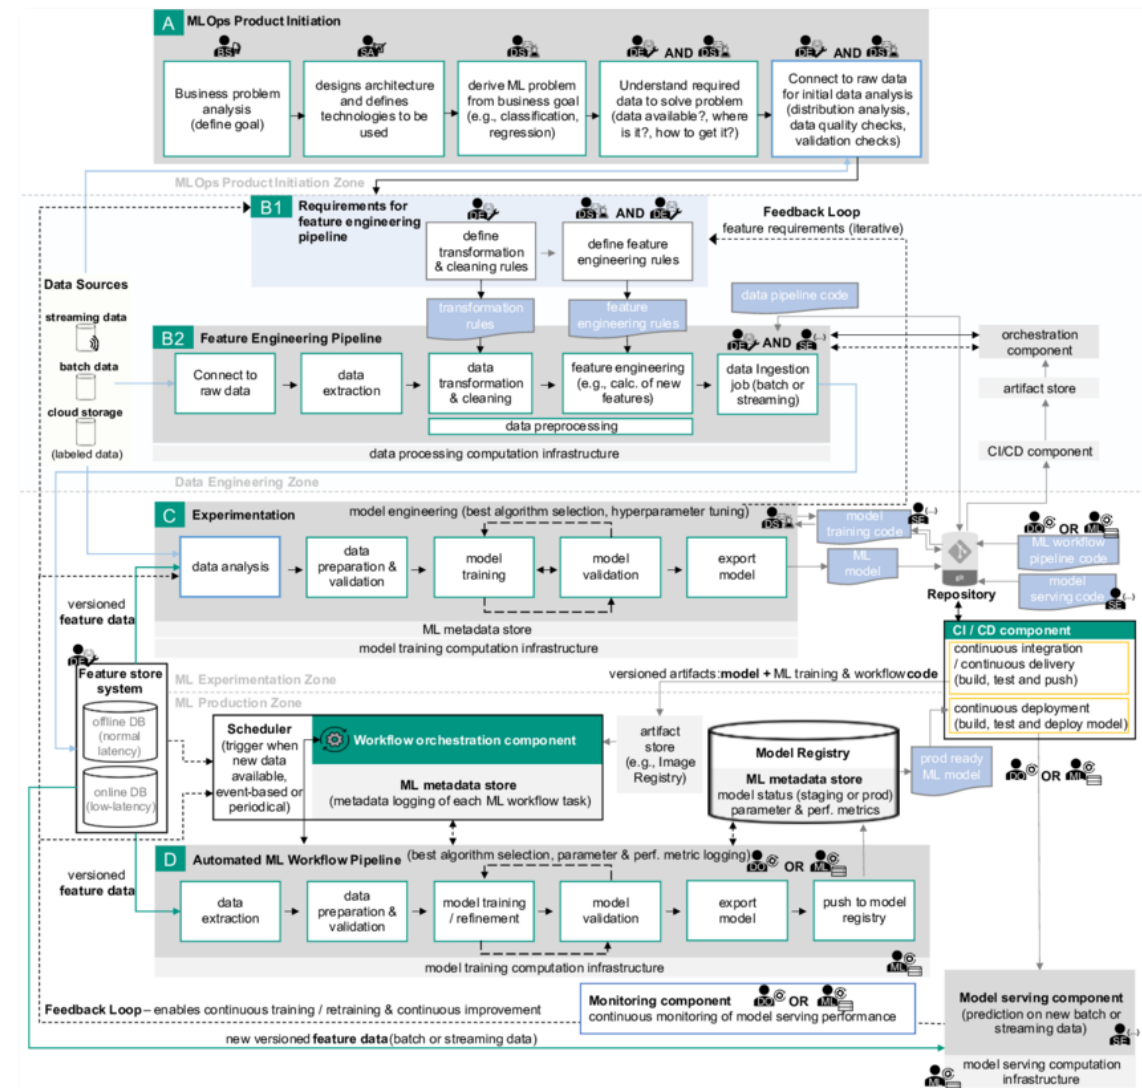 A MLOps Product Initiation
BS
SA
DS
DE AND DS
DE AND DS
Business problem
analysis
(define goal)
designs architecture
and defines
technologies to be
used
derive ML problem
from business goal
(e.g., classification,
regression)
Understand required
data to solve problem
(data available?, where
is it?, how to get it?)
Connect to raw data
for initial data analysis
(distribution analysis,
data quality checks,
validation checks)
MLOps Product Initiation Zone
B1 Requirements for
feature engineering
pipeline
DE
DS AND DE
define
transformation
& cleaning rules
define feature
engineering rules
Feedback Loop
feature requirements (iterative)
Data Sources
streaming data
batch data
cloud storage
(labeled data)
transformation
rules
feature
engineering rules
data pipeline code
B2 Feature Engineering Pipeline
DE AND SE
Connect to
raw data
data
extraction
data
transformation
& cleaning
feature engineering
(e.g., calc. of new
features)
data Ingestion
job (batch or
streaming)
data preprocessing
data processing computation infrastructure
orchestration
component
artifact store
CI/CD component
Data Engineering Zone
C Experimentation
model engineering (best algorithm selection, hyperparameter tuning)
DS
data analysis
data
preparation &
validation
model
training
model
validation
export
model
ML metadata store
model training computation infrastructure
model
training code
SE
ML
model
DO OR ML
ML workflow
pipeline code
model
serving code
SE
Repository
versioned
feature data
DE
Feature store
system
offline DB
(normal
latency)
online DB
(low-latency)
ML Experimentation Zone
ML Production Zone
versioned artifacts: model + ML training & workflow code
CI / CD component
continuous integration
/ continuous delivery
(build, test and push)
continuous deployment
(build, test and deploy model)
Scheduler
(trigger when
new data
available,
event-based or
periodical)
Workflow orchestration component
ML metadata store
(metadata logging of each ML workflow task)
artifact
store
(e.g., Image
Registry)
Model Registry
ML metadata store
model status (staging or prod)
parameter & perf. metrics
prod ready
ML model
DO OR ML
versioned
feature data
D Automated ML Workflow Pipeline
(best algorithm selection, parameter & perf. metric logging)
DO OR ML
data
extraction
data
preparation &
validation
model training
/ refinement
model
validation
export
model
push to model
registry
model training computation infrastructure
ML
Feedback Loop – enables continuous training / retraining & continuous improvement
Monitoring component DO OR ML
continuous monitoring of model serving performance
new versioned feature data (batch or streaming data)
Model serving component
(prediction on new batch or
streaming data)
SE
model serving computation
infrastructure
ML